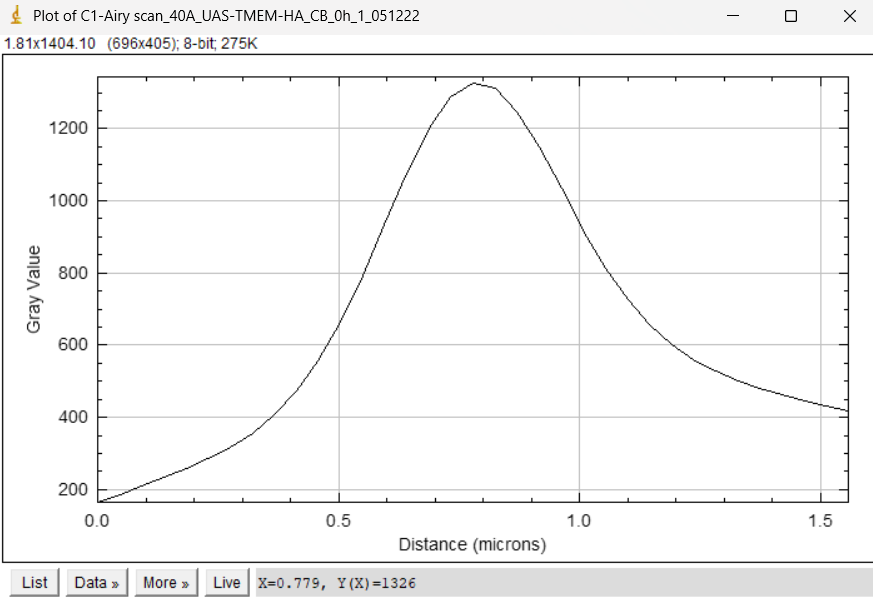 Plot of C1-Airy scan_40A_UAS-TMEM-HA_CB_0h_1_051222
1.81x1404.10 (696x405); 8-bit; 275K
1200
1000
800
600
400
200
Gray Value
0.0 0.5 1.0 1.5
Distance (microns)
List Data » More » Live X=0.779, Y(X)=1326